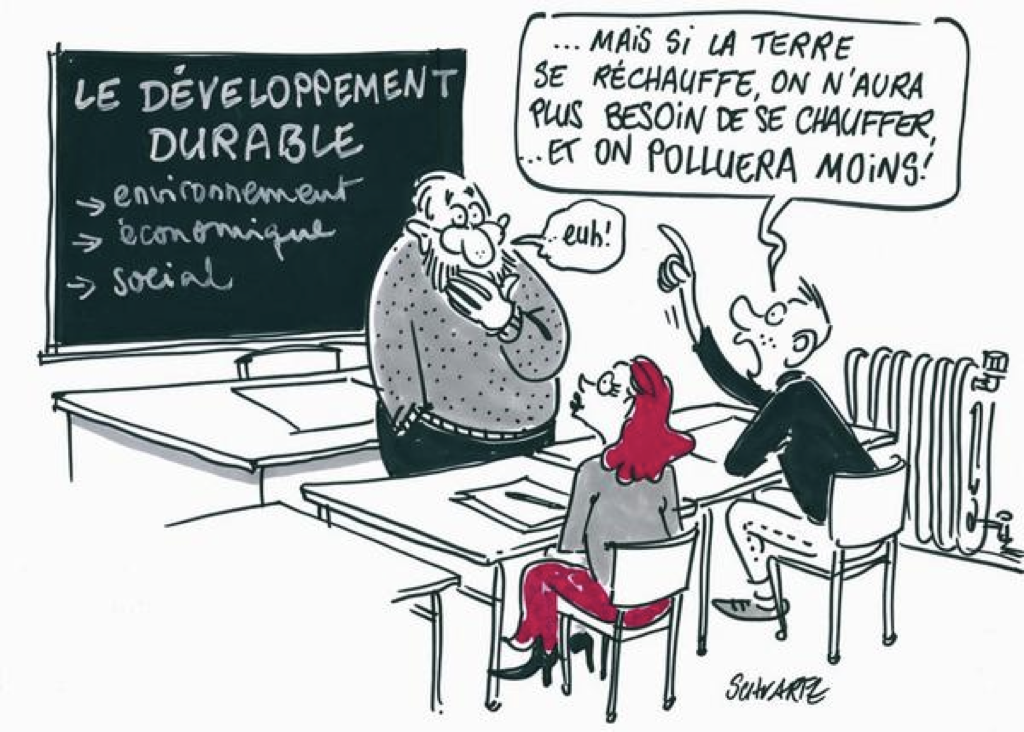 LE DÉVELOPPEMENT
DURABLE
→ environnement
→ économique
→ social
... MAIS SI LA TERRE
SE RÉCHAUFFE, ON N'AURA
PLUS BESOIN DE SE CHAUFFER,
...ET ON POLLUERA MOINS!
euh!
SCHVARTZ